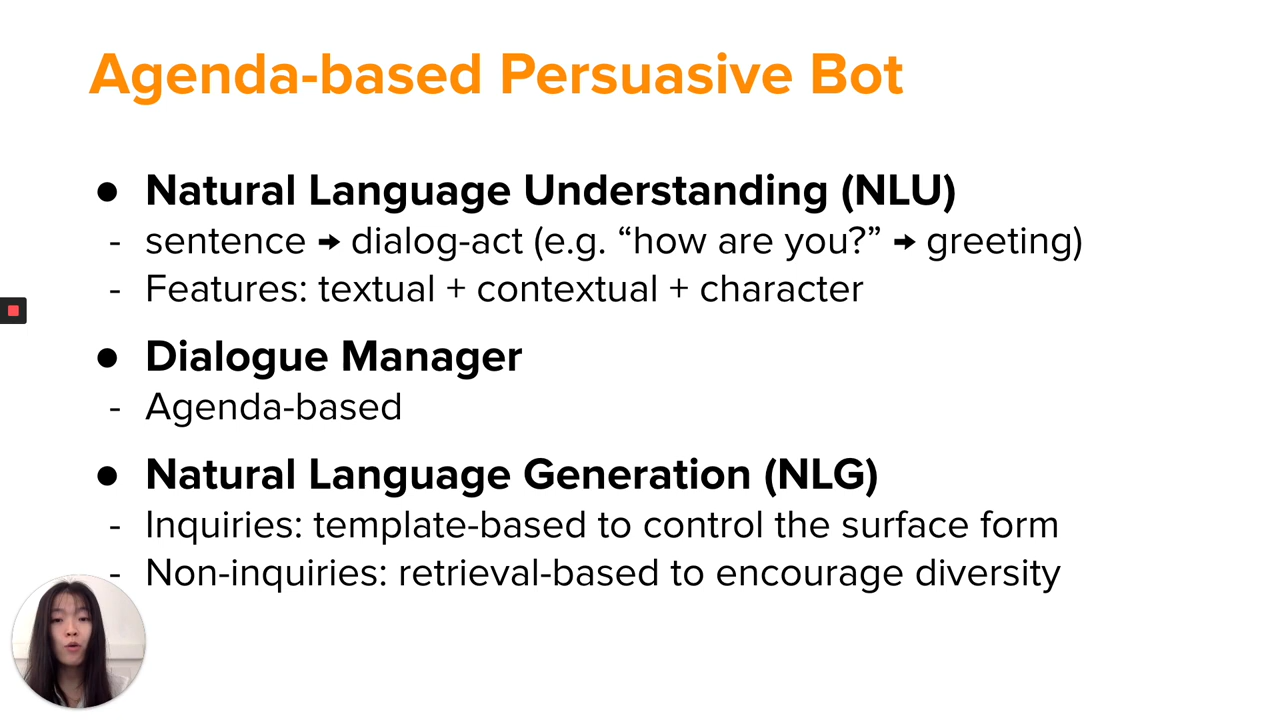 Agenda-based Persuasive Bot
● Natural Language Understanding (NLU)
- sentence → dialog-act (e.g. “how are you?” → greeting)
- Features: textual + contextual + character
● Dialogue Manager
- Agenda-based
● Natural Language Generation (NLG)
- Inquiries: template-based to control the surface form
- Non-inquiries: retrieval-based to encourage diversity